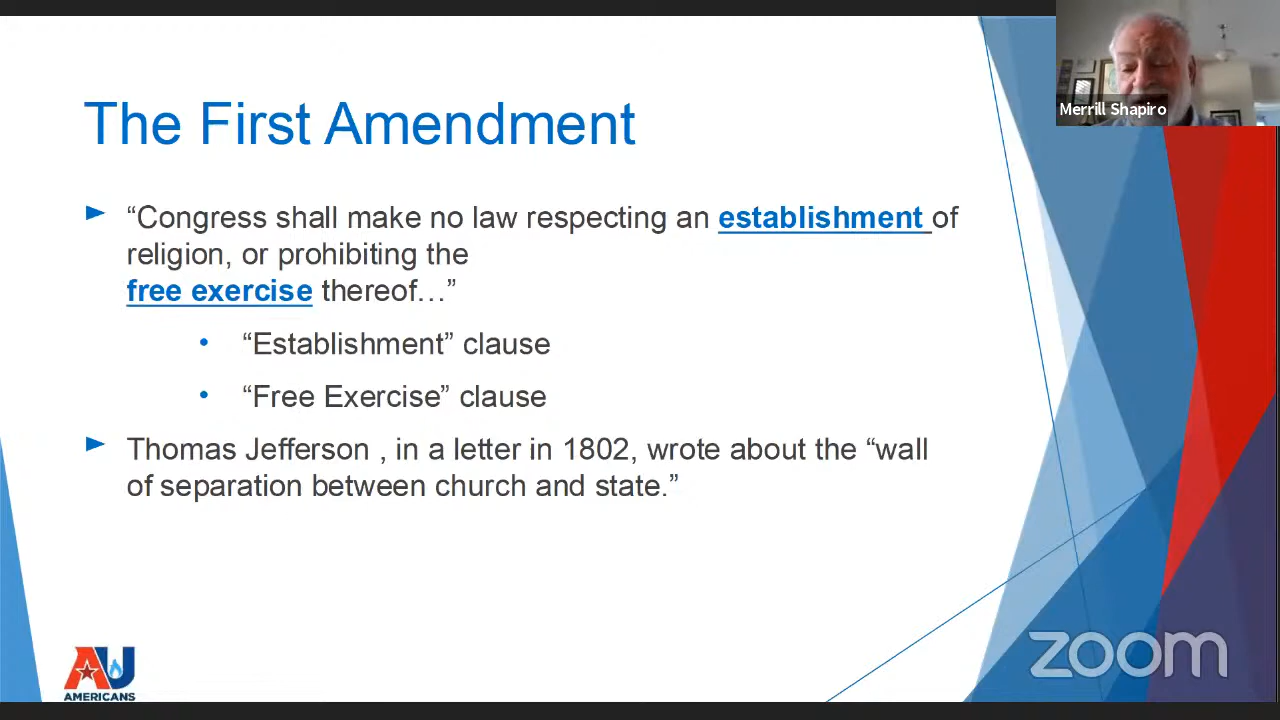 Merrill Shapiro
The First Amendment
“Congress shall make no law respecting an establishment of
religion, or prohibiting the
free exercise thereof…”
“Establishment” clause
“Free Exercise” clause
Thomas Jefferson , in a letter in 1802, wrote about the “wall
of separation between church and state.”
AU
AMERICANS
zoom